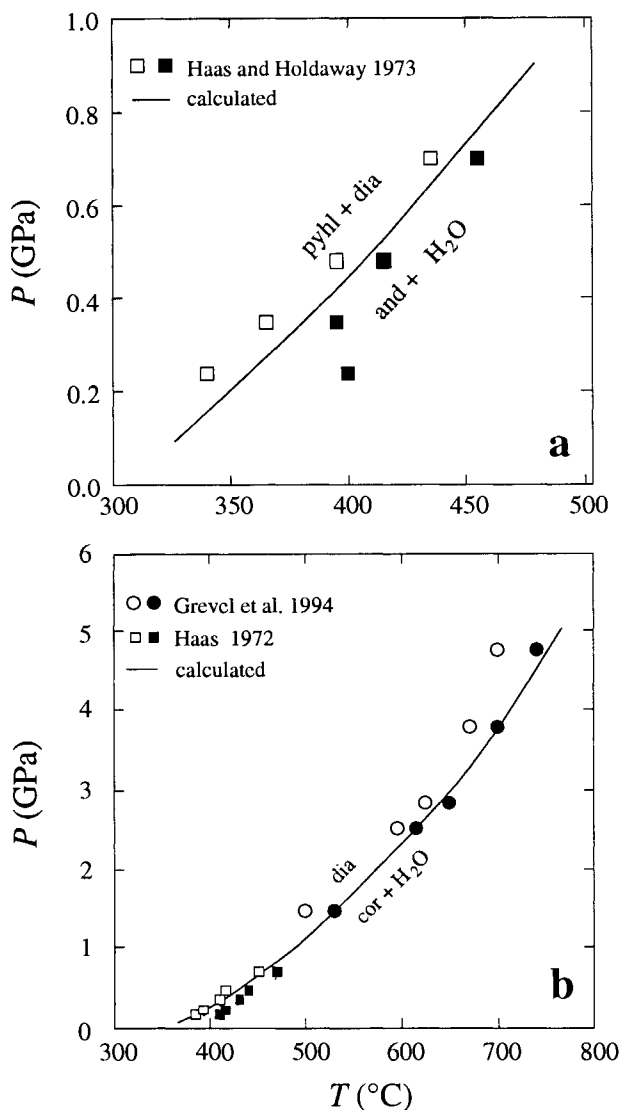 1.0
0.8
0.6
0.4
0.2
0.0
P (GPa)
Haas and Holdaway 1973
calculated
pyhl + dia
and + H2O
a
300
350
400
450
500
6
5
4
3
2
1
0
P (GPa)
Grevel et al. 1994
Haas 1972
calculated
dia
cor + H2O
b
300
400
500
600
700
800
T (°C)